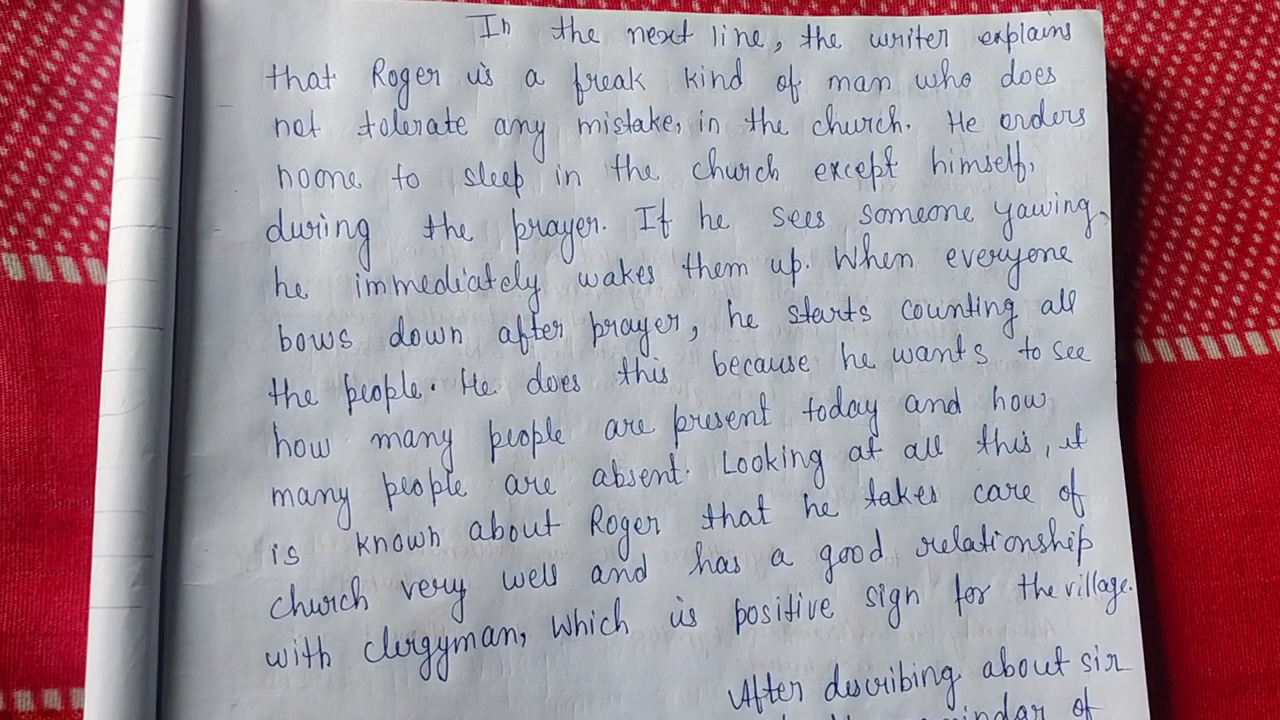 In the next line, the writer explains
that Roger is a freak kind of man who does
not tolerate any mistake, in the church. He orders
noone to sleep in the church except himself,
during the prayer. If he sees someone yawing,
he immediately wakes them up. When everyone
bows down after prayer, he starts counting all
the people. He does this because he wants to see
how many people are present today and how
many people are absent. Looking at all this, it
is known about Roger that he takes care of
church very well and has a good relationship
with clergyman, which is positive sign for the village.
After describing about sir
of